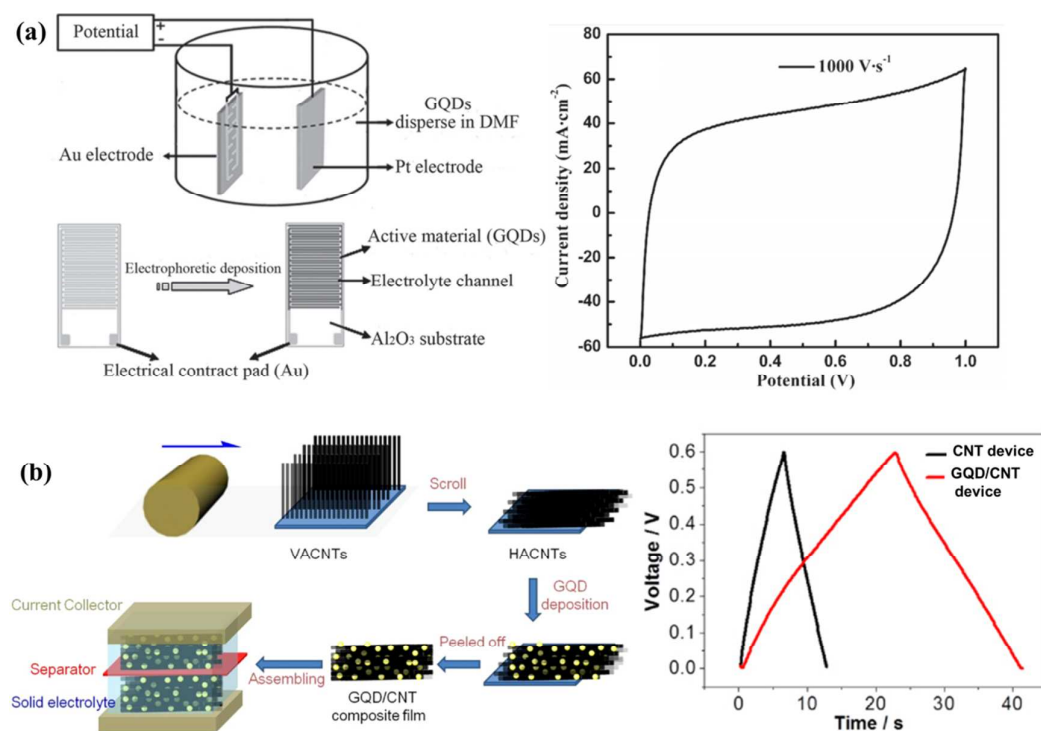 (a)
Potential
+
-
GQDs
disperse in DMF
Au electrode
Pt electrode
Active material (GQDs)
Electrophoretic deposition
Electrolyte channel
Al2O3 substrate
Electrical contract pad (Au)
1000 V·s⁻¹
Current density (mA·cm⁻²)
80
60
40
20
0
-20
-40
-60
0.0
0.2
0.4
0.6
0.8
1.0
Potential (V)
(b)
VACNTs
Scroll
HACNTs
GQD
deposition
Current Collector
Separator
Solid electrolyte
Assembling
Peeled off
GQD/CNT
composite film
CNT device
GQD/CNT
device
Voltage / V
0.6
0.5
0.4
0.3
0.2
0.1
0.0
0
10
20
30
40
Time / s